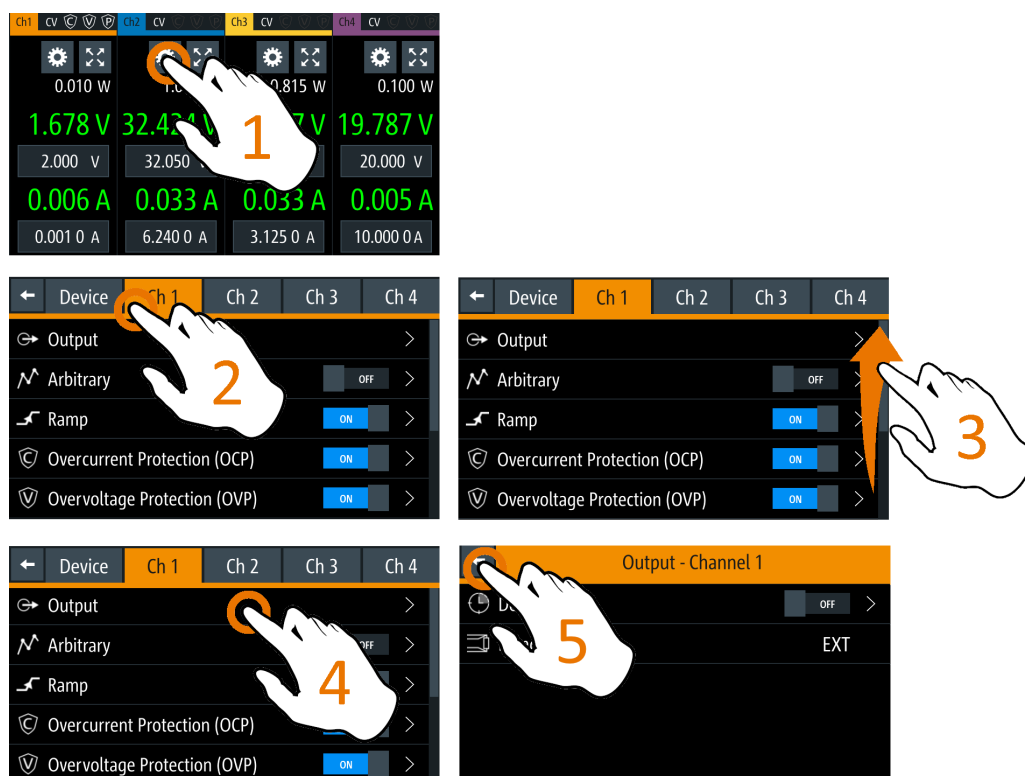 Ch1 CV C V P Ch2 CV C V P Ch3 CV C V P Ch4 CV C V P
0.010 W 0.815 W 0.100 W
1.678 V 32.424 V V 19.787 V
2.000 V 32.050 20.000 V
0.006 A 0.033 A 0.033 A 0.005 A
0.001 0 A 6.240 0 A 3.125 0 A 10.000 0 A
1
Device Ch 1 Ch 2 Ch 3 Ch 4
Output
Arbitrary OFF
Ramp ON
C Overcurrent Protection (OCP) ON
V Overvoltage Protection (OVP) ON
2
Device Ch 1 Ch 2 Ch 3 Ch 4
Output
Arbitrary OFF
Ramp ON
C Overcurrent Protection (OCP) ON
V Overvoltage Protection (OVP) ON
3
Device Ch 1 Ch 2 Ch 3 Ch 4
Output
Arbitrary OFF
Ramp
C Overcurrent Protection (OCP)
V Overvoltage Protection (OVP) ON
4
Output - Channel 1
OFF
EXT
5